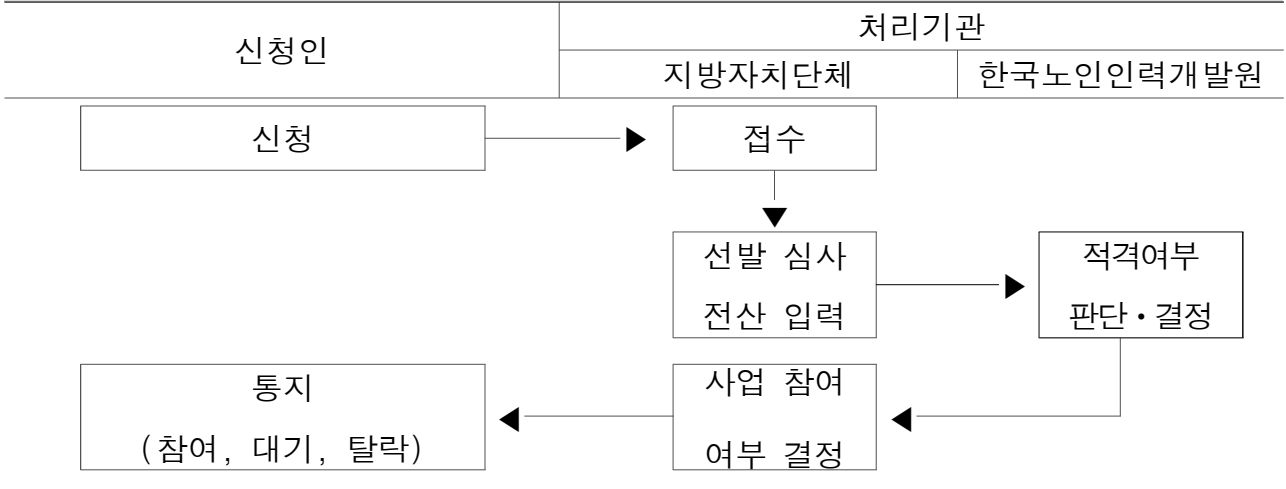 신청인
처리기관
지방자치단체
한국노인인력개발원
신청
접수
선발 심사
전산 입력
적격여부
판단·결정
통지
(참여, 대기, 탈락)
사업 참여
여부 결정